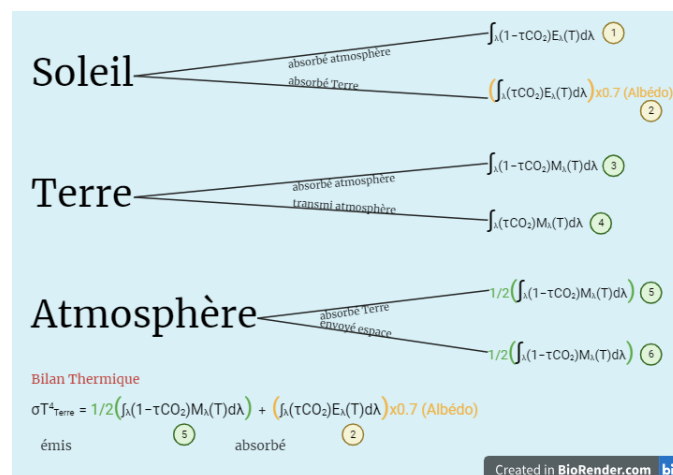 Soleil
absorbé atmosphère
∫λ(1-τCO₂)Eλ(T)dλ 1
absorbé Terre
(∫λ(τCO₂)Eλ(T)dλ)x0.7 (Albédo)
2
Terre
absorbé atmosphère
∫λ(1-τCO₂)Mλ(T)dλ 3
transmi atmosphère
∫λ(τCO₂)Mλ(T)dλ 4
Atmosphère
absorbé Terre
1/2(∫λ(1-τCO₂)Mλ(T)dλ) 5
envoyé espace
1/2(∫λ(1-τCO₂)Mλ(T)dλ) 6
Bilan Thermique
σT⁴Terre = 1/2(∫λ(1-τCO₂)Mλ(T)dλ) + (∫λ(τCO₂)Eλ(T)dλ)x0.7 (Albédo)
5 2
émis absorbé
Created in BioRender.com bi